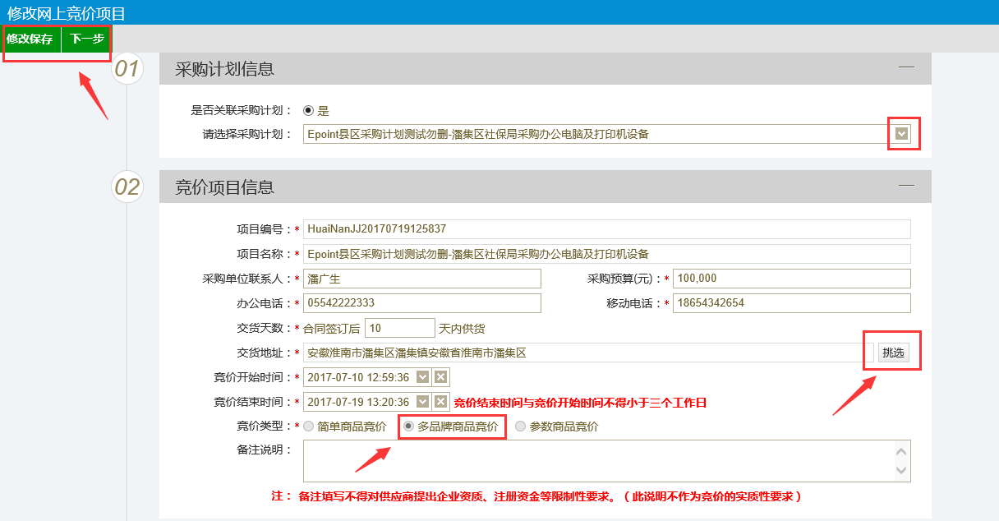 修改网上竞价项目
修改保存 下一步
01 采购计划信息
是否关联采购计划： 是
请选择采购计划： Epoint县区采购计划测试勿删-潘集区社保局采购办公电脑及打印机设备
02 竞价项目信息
项目编号：* HuaiNanJJ20170719125837
项目名称：* Epoint县区采购计划测试勿删-潘集区社保局采购办公电脑及打印机设备
采购单位联系人：* 潘广生 采购预算(元)：* 100,000
办公电话：* 05542222333 移动电话：* 18654342654
交货天数：* 合同签订后 10 天内供货
交货地址：* 安徽淮南市潘集区潘集镇安徽省淮南市潘集区 挑选
竞价开始时间：* 2017-07-10 12:59:36
竞价结束时间：* 2017-07-19 13:20:36 竞价结束时间与竞价开始时间不得小于三个工作日
竞价类型：* 简单商品竞价 多品牌商品竞价 参数商品竞价
备注说明：
注： 备注填写不得对供应商提出企业资质、注册资金等限制性要求。（此说明不作为竞价的实质性要求）